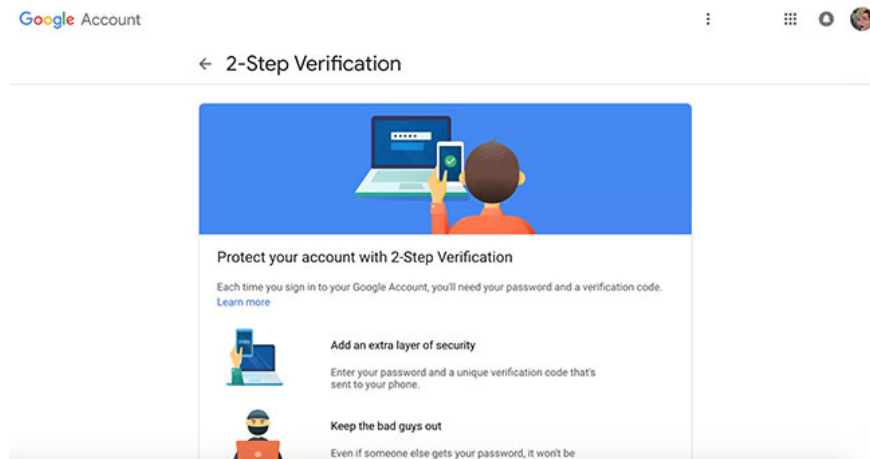 Google Account
2-Step Verification
Protect your account with 2-Step Verification
Each time you sign in to your Google Account, you'll need your password and a verification code.
Learn more
Add an extra layer of security
Enter your password and a unique verification code that's
sent to your phone.
Keep the bad guys out
Even if someone else gets your password, it won't be